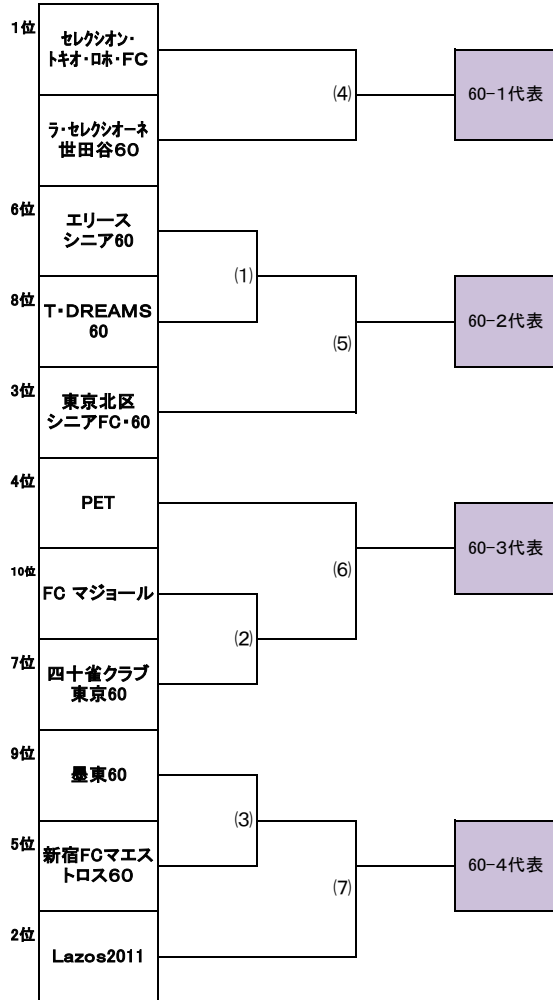 1位
セレクシオン・
トキオ・ロホ・FC
(4)
60-1代表
ラ・セレクシオーネ
世田谷60
6位
エリース
シニア60
(1)
8位
T・DREAMS
60
(5)
60-2代表
3位
東京北区
シニアFC・60
4位
PET
(6)
60-3代表
10位
FC マジョール
(2)
7位
四十雀クラブ
東京60
9位
墨東60
(3)
5位
新宿FCマエス
トロス60
(7)
60-4代表
2位
Lazos2011